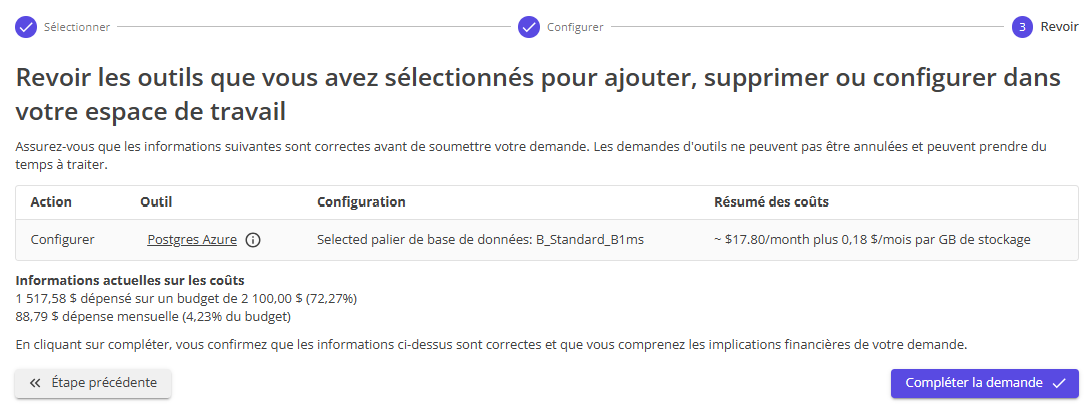 Sélectionner
Configurer
3 Revoir
Revoir les outils que vous avez sélectionnés pour ajouter, supprimer ou configurer dans
votre espace de travail
Assurez-vous que les informations suivantes sont correctes avant de soumettre votre demande. Les demandes d'outils ne peuvent pas être annulées et peuvent prendre du
temps à traiter.
Action Outil Configuration Résumé des coûts
Configurer Postgres Azure Selected palier de base de données: B_Standard_B1ms ~ $17.80/month plus 0,18 $/mois par GB de stockage
Informations actuelles sur les coûts
1 517,58 $ dépensé sur un budget de 2 100,00 $ (72,27%)
88,79 $ dépense mensuelle (4,23% du budget)
En cliquant sur compléter, vous confirmez que les informations ci-dessus sont correctes et que vous comprenez les implications financières de votre demande.
Étape précédente
Compléter la demande